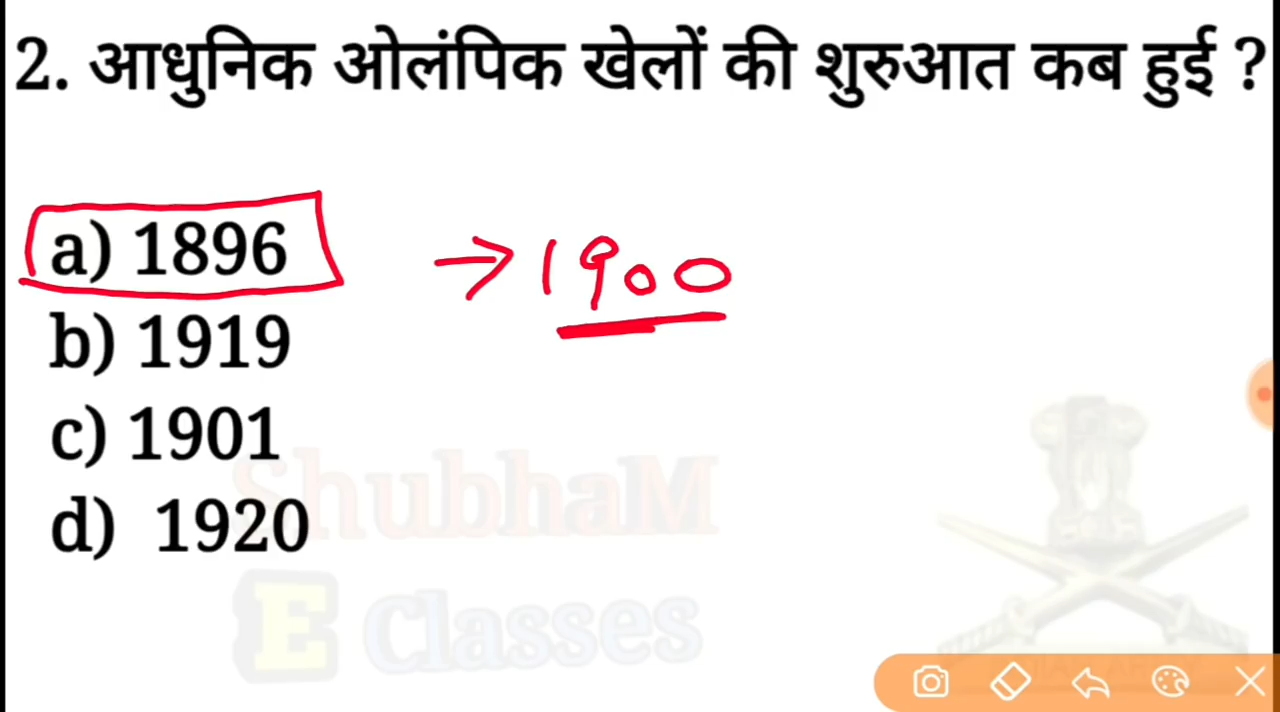 2. आधुनिक ओलंपिक खेलों की शुरुआत कब हुई ?
a) 1896
→ 1900
b) 1919
c) 1901
d) 1920
ShubhaM
E Classes